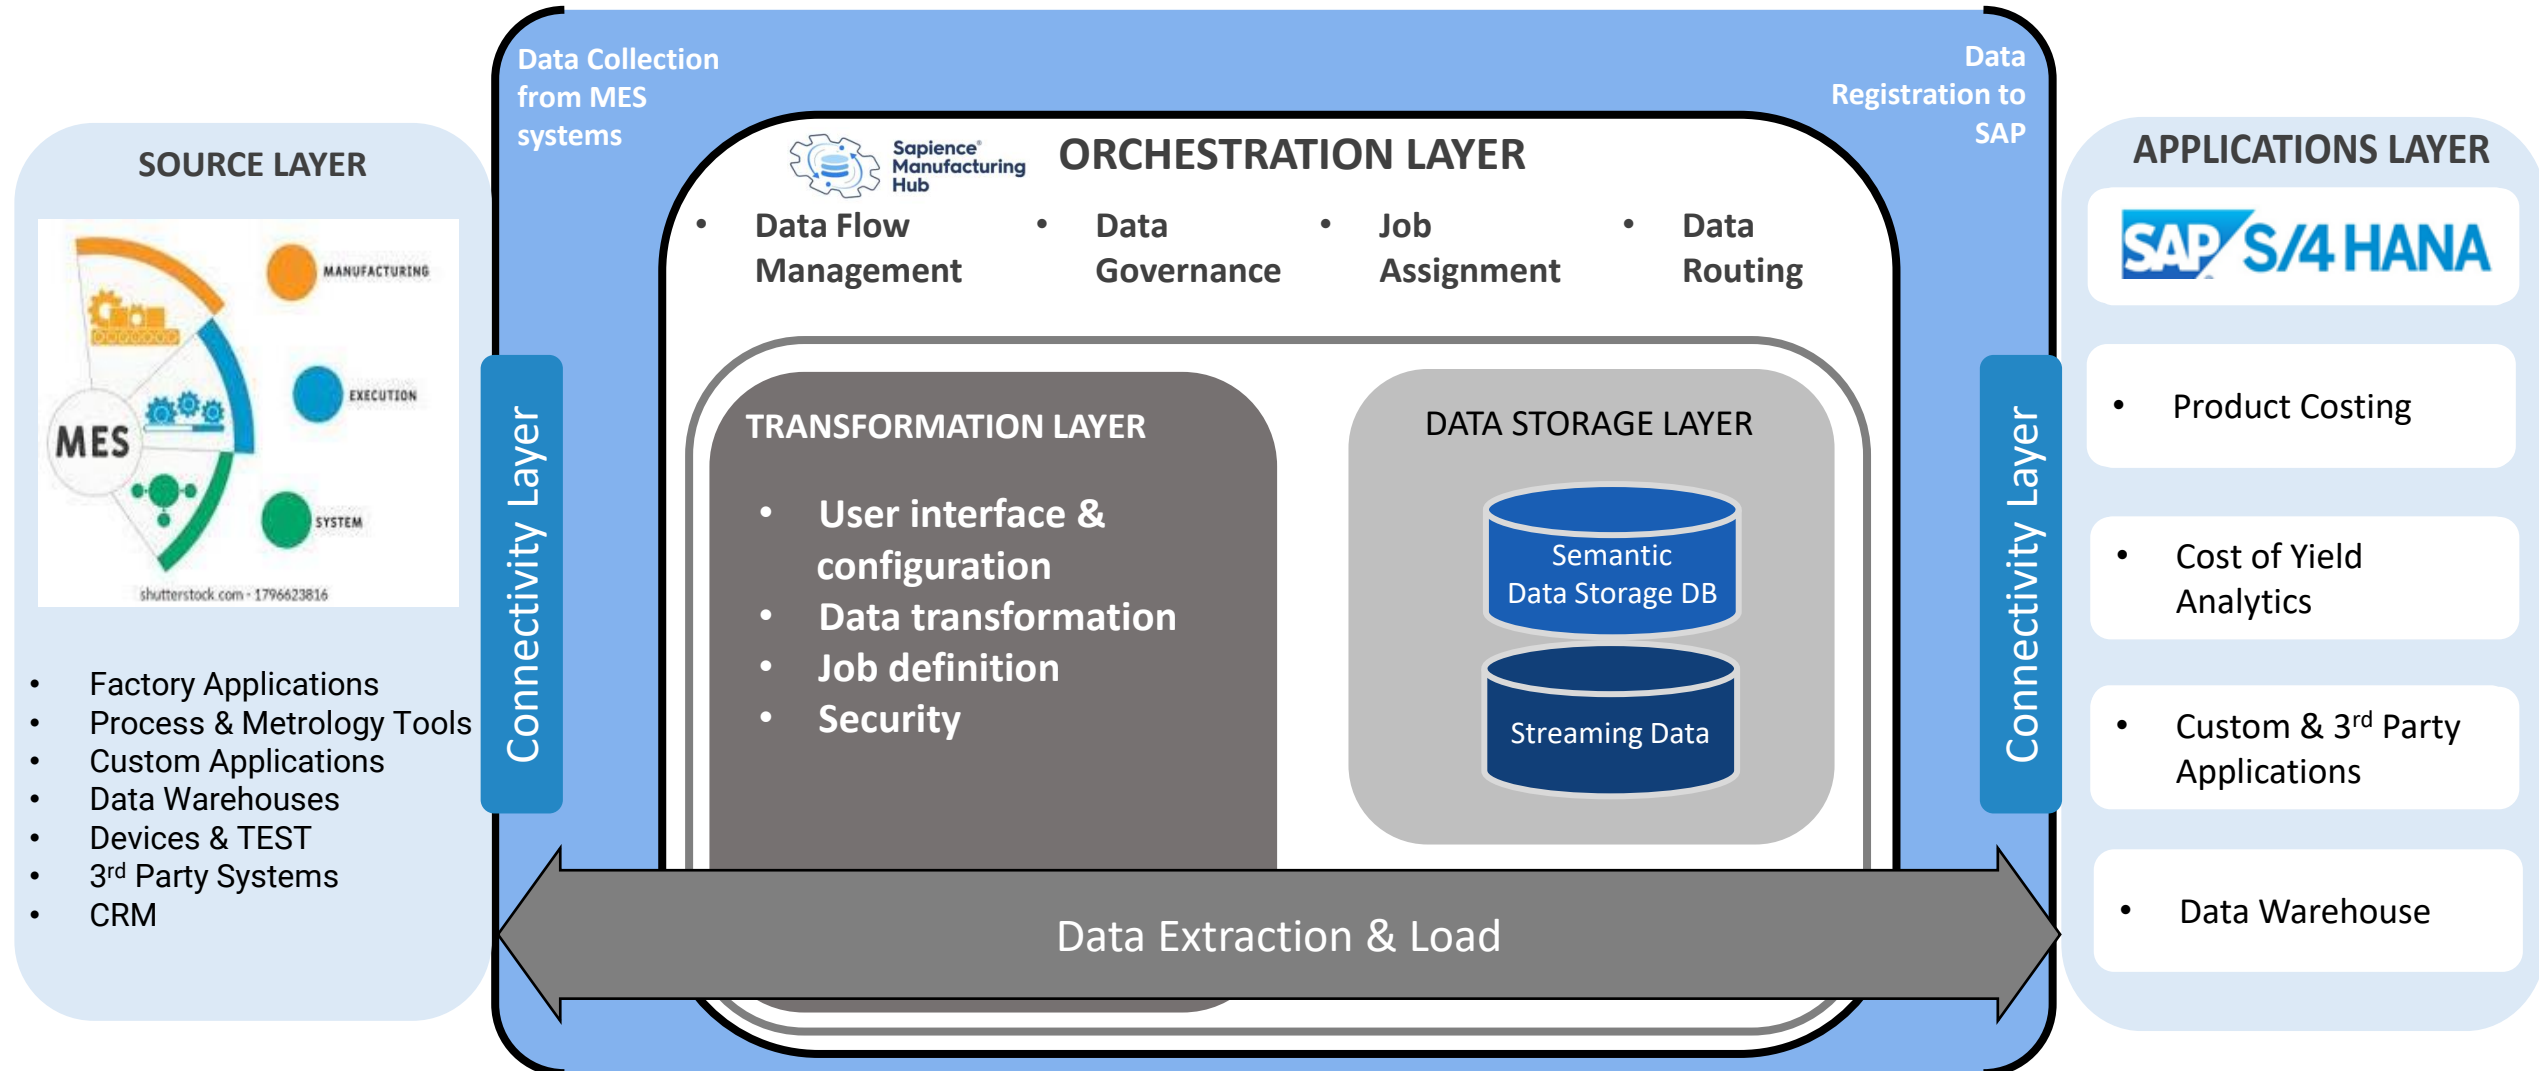 SOURCE LAYER
MANUFACTURING
EXECUTION
MES
SYSTEM
shutterstock.com · 1796623816
• Factory Applications
• Process & Metrology Tools
• Custom Applications
• Data Warehouses
• Devices & TEST
• 3rd Party Systems
• CRM
Data Collection
from MES
systems
Connectivity Layer
Sapience®
Manufacturing
Hub
ORCHESTRATION LAYER
• Data Flow
Management
• Data
Governance
• Job
Assignment
• Data
Routing
TRANSFORMATION LAYER
• User interface &
configuration
• Data transformation
• Job definition
• Security
DATA STORAGE LAYER
Semantic
Data Storage DB
Streaming Data
Data Extraction & Load
Data
Registration to
SAP
Connectivity Layer
APPLICATIONS LAYER
SAP S/4 HANA
• Product Costing
• Cost of Yield
Analytics
• Custom & 3rd Party
Applications
• Data Warehouse